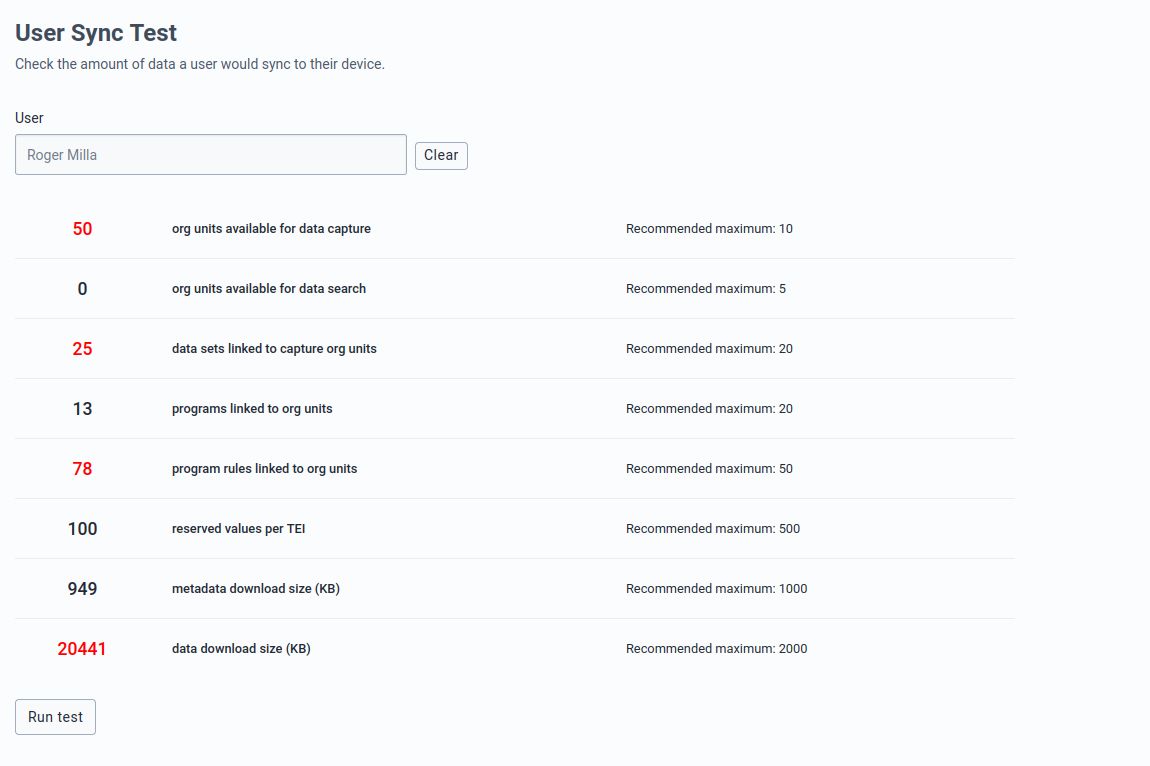 User Sync Test
Check the amount of data a user would sync to their device.
User
Roger Milla Clear
50 org units available for data capture Recommended maximum: 10
0 org units available for data search Recommended maximum: 5
25 data sets linked to capture org units Recommended maximum: 20
13 programs linked to org units Recommended maximum: 20
78 program rules linked to org units Recommended maximum: 50
100 reserved values per TEI Recommended maximum: 500
949 metadata download size (KB) Recommended maximum: 1000
20441 data download size (KB) Recommended maximum: 2000
Run test